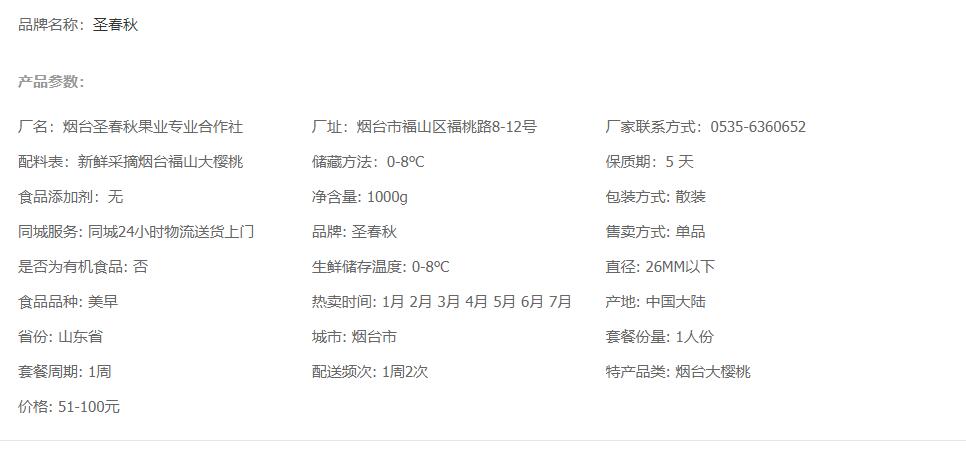 品牌名称：圣春秋
产品参数：
厂名：烟台圣春秋果业专业合作社 厂址：烟台市福山区福桃路8-12号 厂家联系方式：0535-6360652
配料表：新鲜采摘烟台福山大樱桃 储藏方法：0-8℃ 保质期：5 天
食品添加剂：无 净含量: 1000g 包装方式: 散装
同城服务: 同城24小时物流送货上门 品牌: 圣春秋 售卖方式: 单品
是否为有机食品: 否 生鲜储存温度: 0-8℃ 直径: 26MM以下
食品品种: 美早 热卖时间: 1月 2月 3月 4月 5月 6月 7月 产地: 中国大陆
省份: 山东省 城市: 烟台市 套餐份量: 1人份
套餐周期: 1周 配送频次: 1周2次 特产品类: 烟台大樱桃
价格: 51-100元